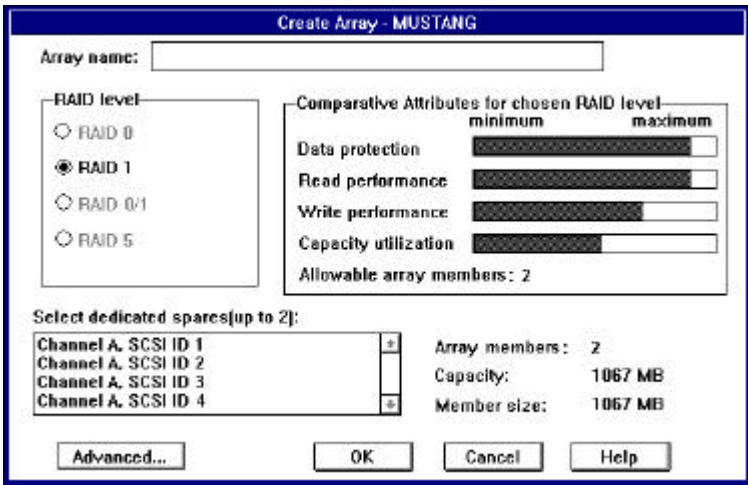 Create Array - MUSTANG
Array name:
RAID level
RAID 0
RAID 1
RAID 0/1
RAID 5
Comparative Attributes for chosen RAID level
minimum maximum
Data protection
Read performance
Write performance
Capacity utilization
Allowable array members: 2
Select dedicated spares(up to 2):
Channel A, SCSI ID 1
Channel A, SCSI ID 2
Channel A, SCSI ID 3
Channel A, SCSI ID 4
Array members: 2
Capacity: 1067 MB
Member size: 1067 MB
Advanced... OK Cancel Help